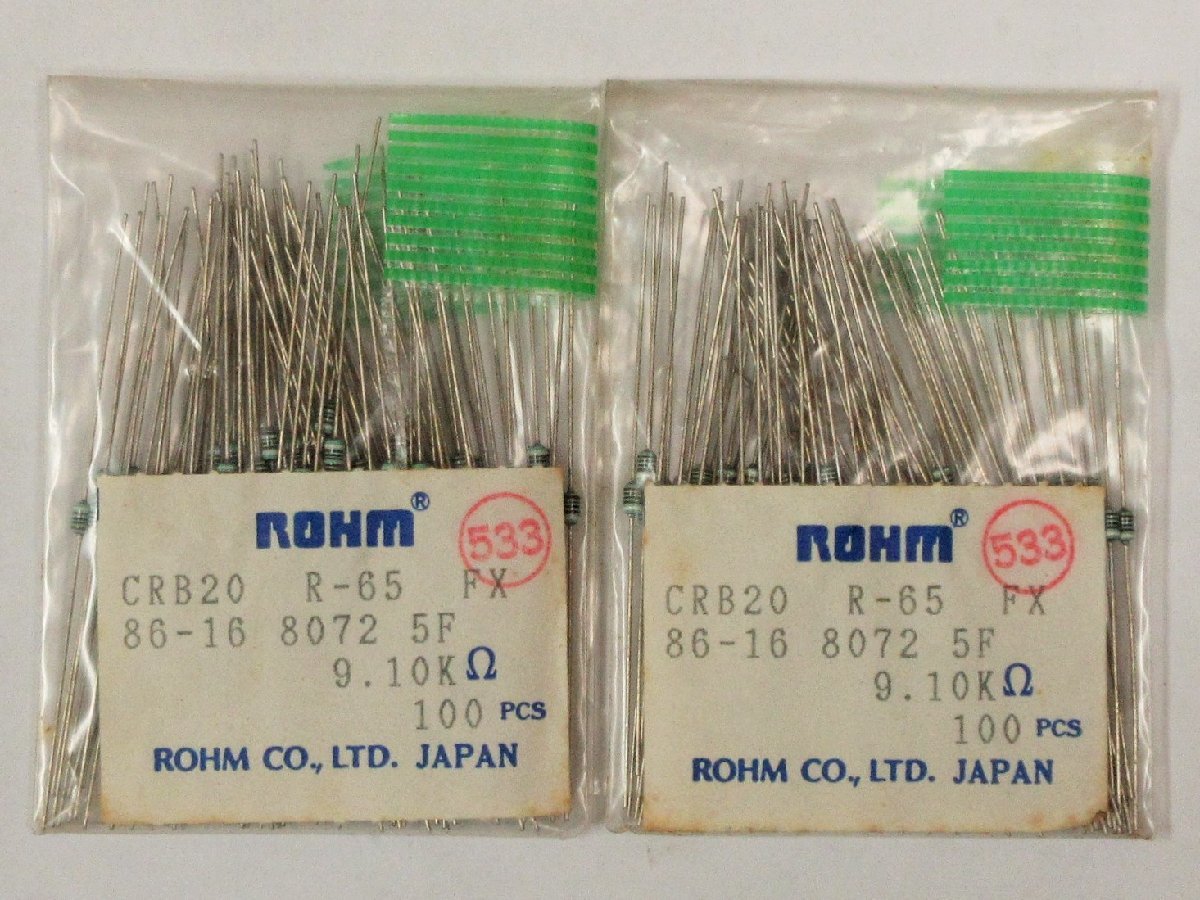 ROHM®
533
CRB20 R-65 FX
86-16 8072 5F
9.10KΩ
100 PCS
ROHM CO., LTD. JAPAN
ROHM®
533
CRB20 R-65 FX
86-16 8072 5F
9.10KΩ
100 PCS
ROHM CO., LTD. JAPAN